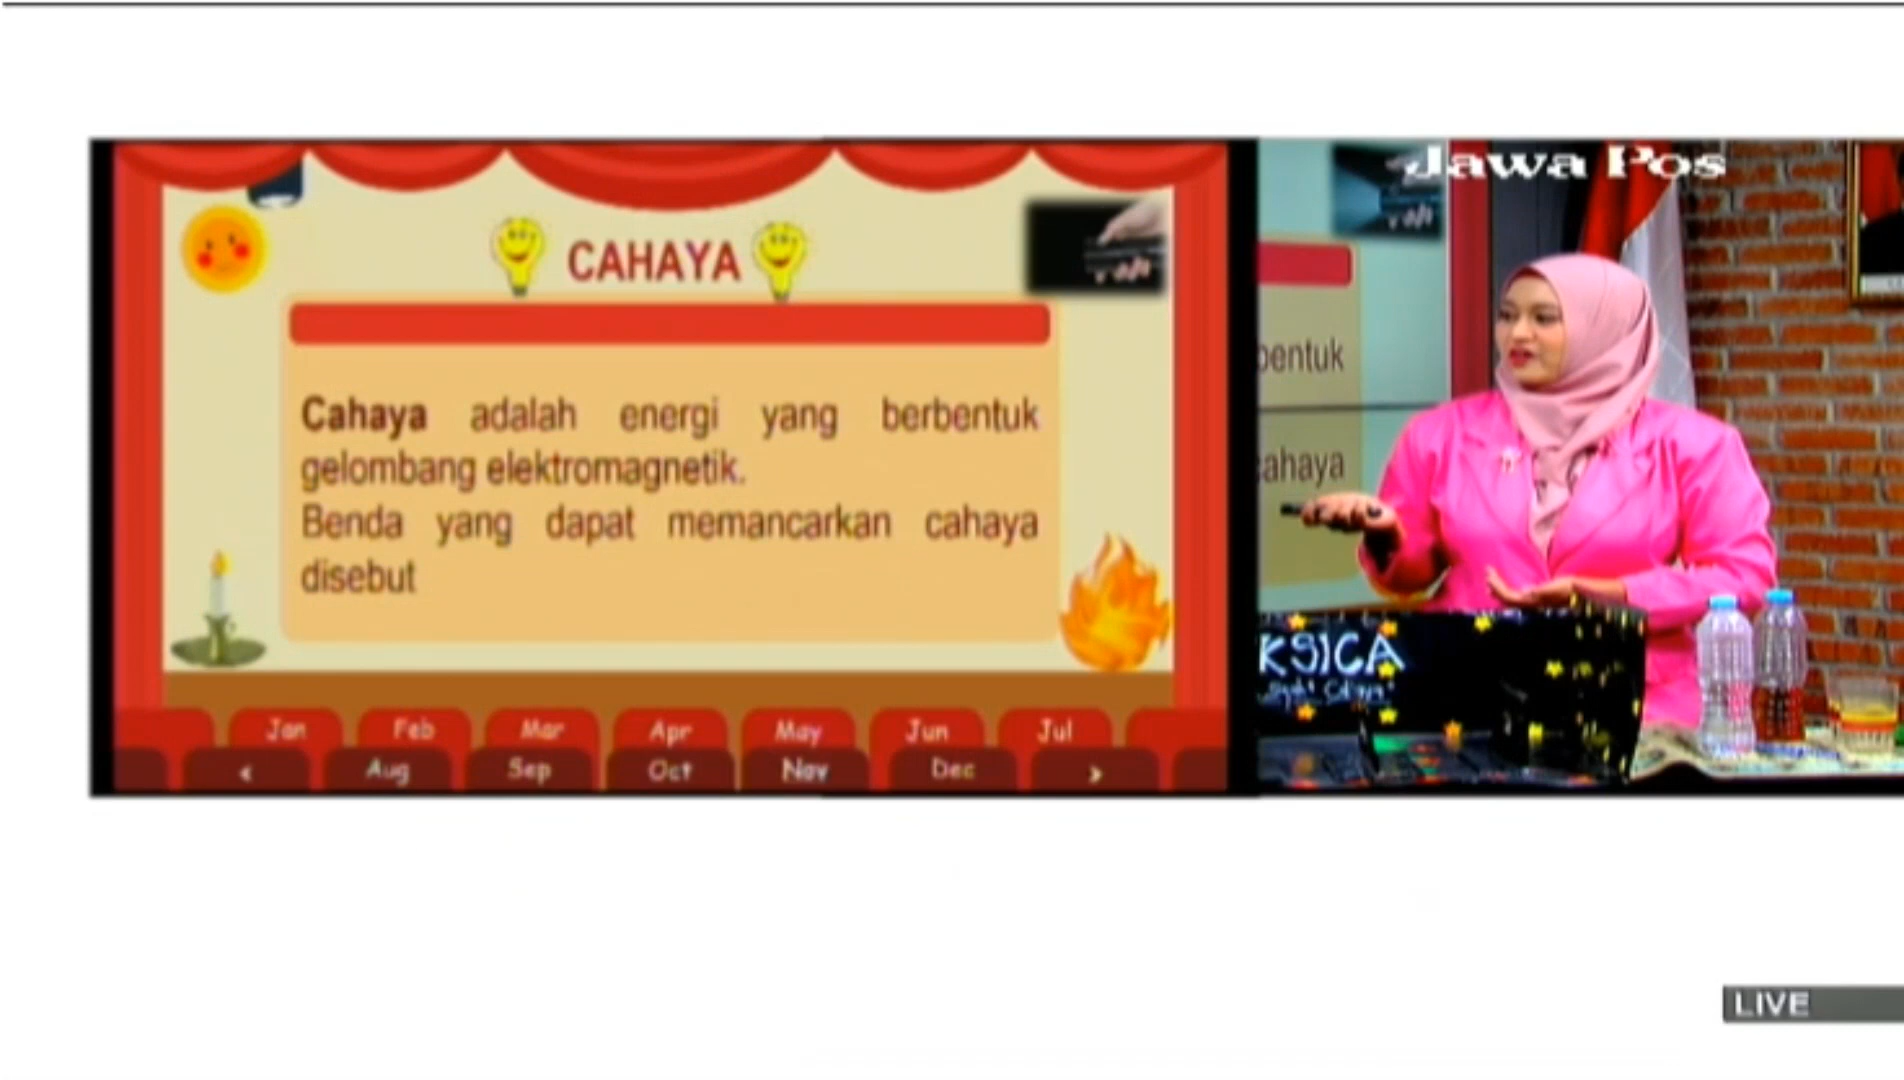 CAHAYA
Cahaya adalah energi yang berbentuk
gelombang elektromagnetik.
Benda yang dapat memancarkan cahaya
disebut
Jan Feb Mar Apr May Jun Jul
< Aug Sep Oct Nov Dec >
Jawa Pos
bentuk
cahaya
KSICA
LIVE